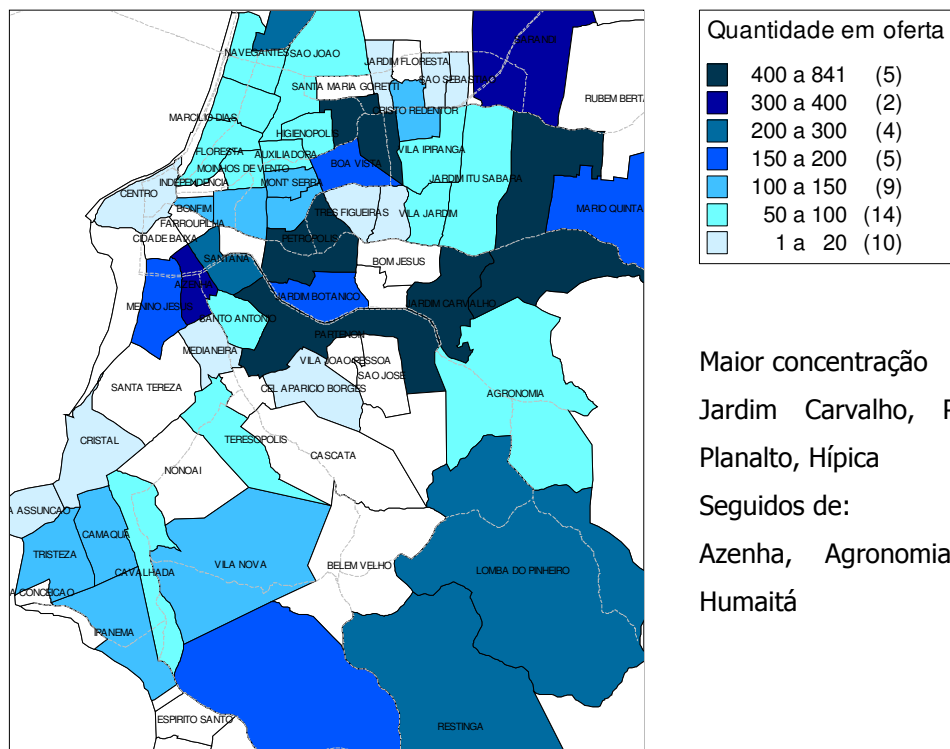 NAVEGANTES
SAO JOAO
JARDIM FLORESTA
SANTA MARIA GORETTI
SAO SEBASTIAO
RUBEM BERTA
CRISTO REDENTOR
MARCILIO DIAS
HIGIENOPOLIS
FLORESTA
AUXILIADORA
BOA VISTA
VILA IPIRANGA
MOINHOS DE VENTO
JARDIM ITU SABARA
INDEPENDENCIA
MONT' SERRA
CENTRO
BONFIM
TRES FIGUEIRAS
VILA JARDIM
MARIO QUINTA
FARROUPILHA
CIDADE BAIXA
PETROPOLIS
SANTANA
BOM JESUS
AZENHA
MENINO JESUS
JARDIM BOTANICO
JARDIM CARVALHO
SANTO ANTONIO
PARTENON
MEDIANEIRA
VILA JOAO PESSOA
SAO JOSE
SANTA TEREZA
CEL. APARICIO BORGES
AGRONOMIA
CRISTAL
TERESOPOLIS
CASCATA
NONOAI
A ASSUNCAO
CAMAQUA
TRISTEZA
CAVALHADA
VILA NOVA
BELEM VELHO
LOMBA DO PINHEIRO
A CONCEICAO
IPANEMA
ESPIRITO SANTO
RESTINGA
Quantidade em oferta
400 a 841 (5)
300 a 400 (2)
200 a 300 (4)
150 a 200 (5)
100 a 150 (9)
50 a 100 (14)
1 a 20 (10)
Maior concentração
Jardim Carvalho, P
Planalto, Hípica
Seguidos de:
Azenha, Agronomia
Humaitá